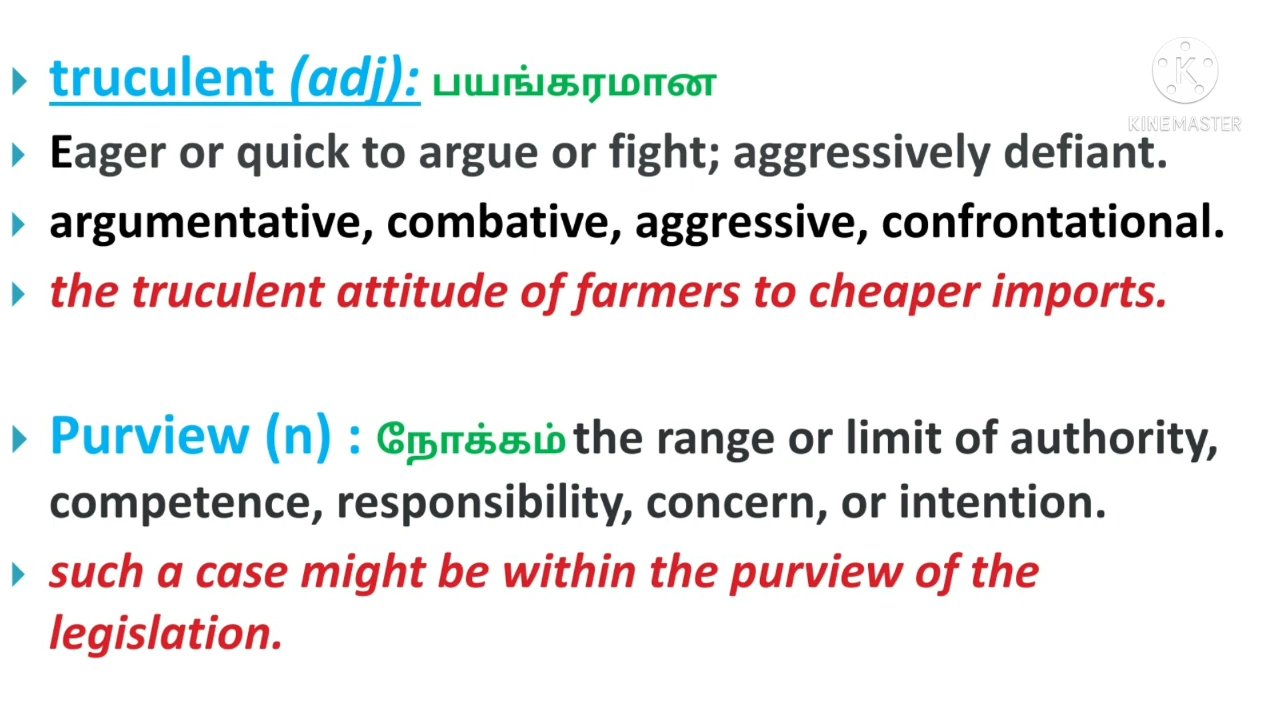 truculent (adj): பயங்கரமான
KINEMASTER
Eager or quick to argue or fight; aggressively defiant.
argumentative, combative, aggressive, confrontational.
the truculent attitude of farmers to cheaper imports.
Purview (n) : நோக்கம் the range or limit of authority,
competence, responsibility, concern, or intention.
such a case might be within the purview of the
legislation.